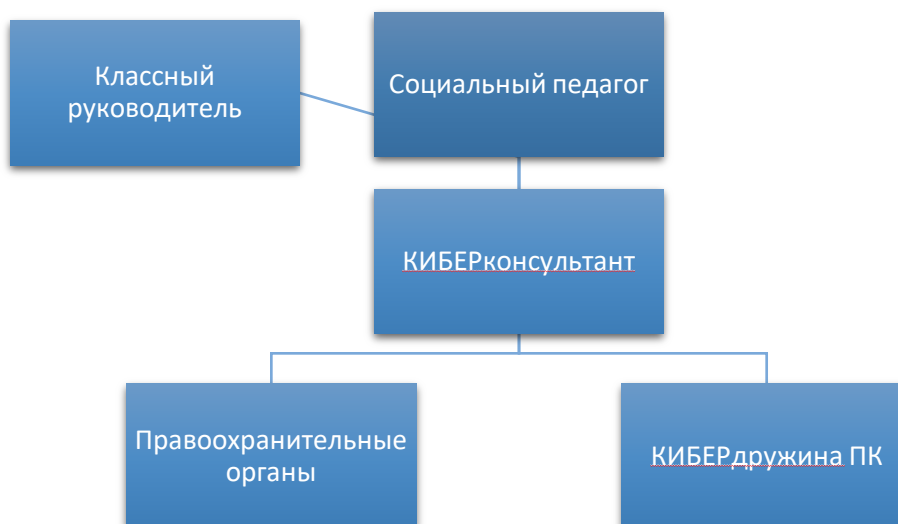 Классный
руководитель
Социальный педагог
КИБЕРконсультант
Правоохранительные
органы
КИБЕРдружина ПК